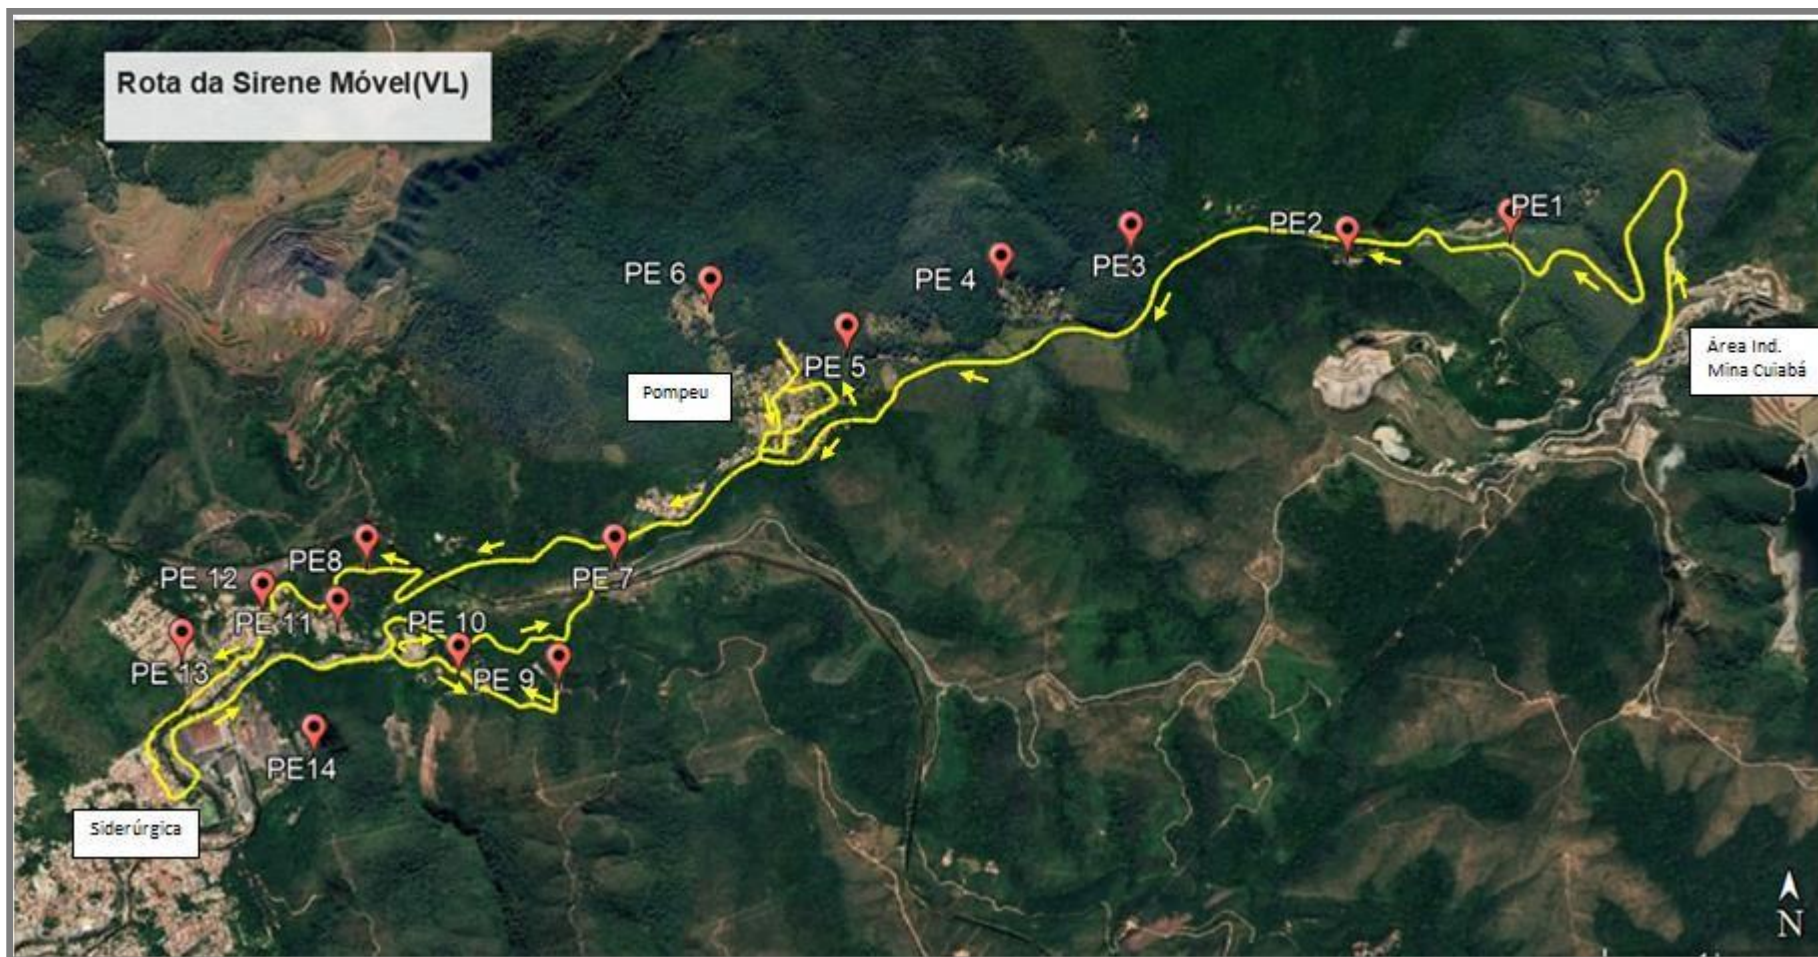 Rota da Sirene Móvel(VL)
PE1
PE2
PE3
PE 4
PE 6
PE 5
Área Ind.
Mina Cuiabá
Pompeu
PE8
PE 7
PE 12
PE 11
PE 10
PE 9
PE 13
PE14
Siderúrgica
N